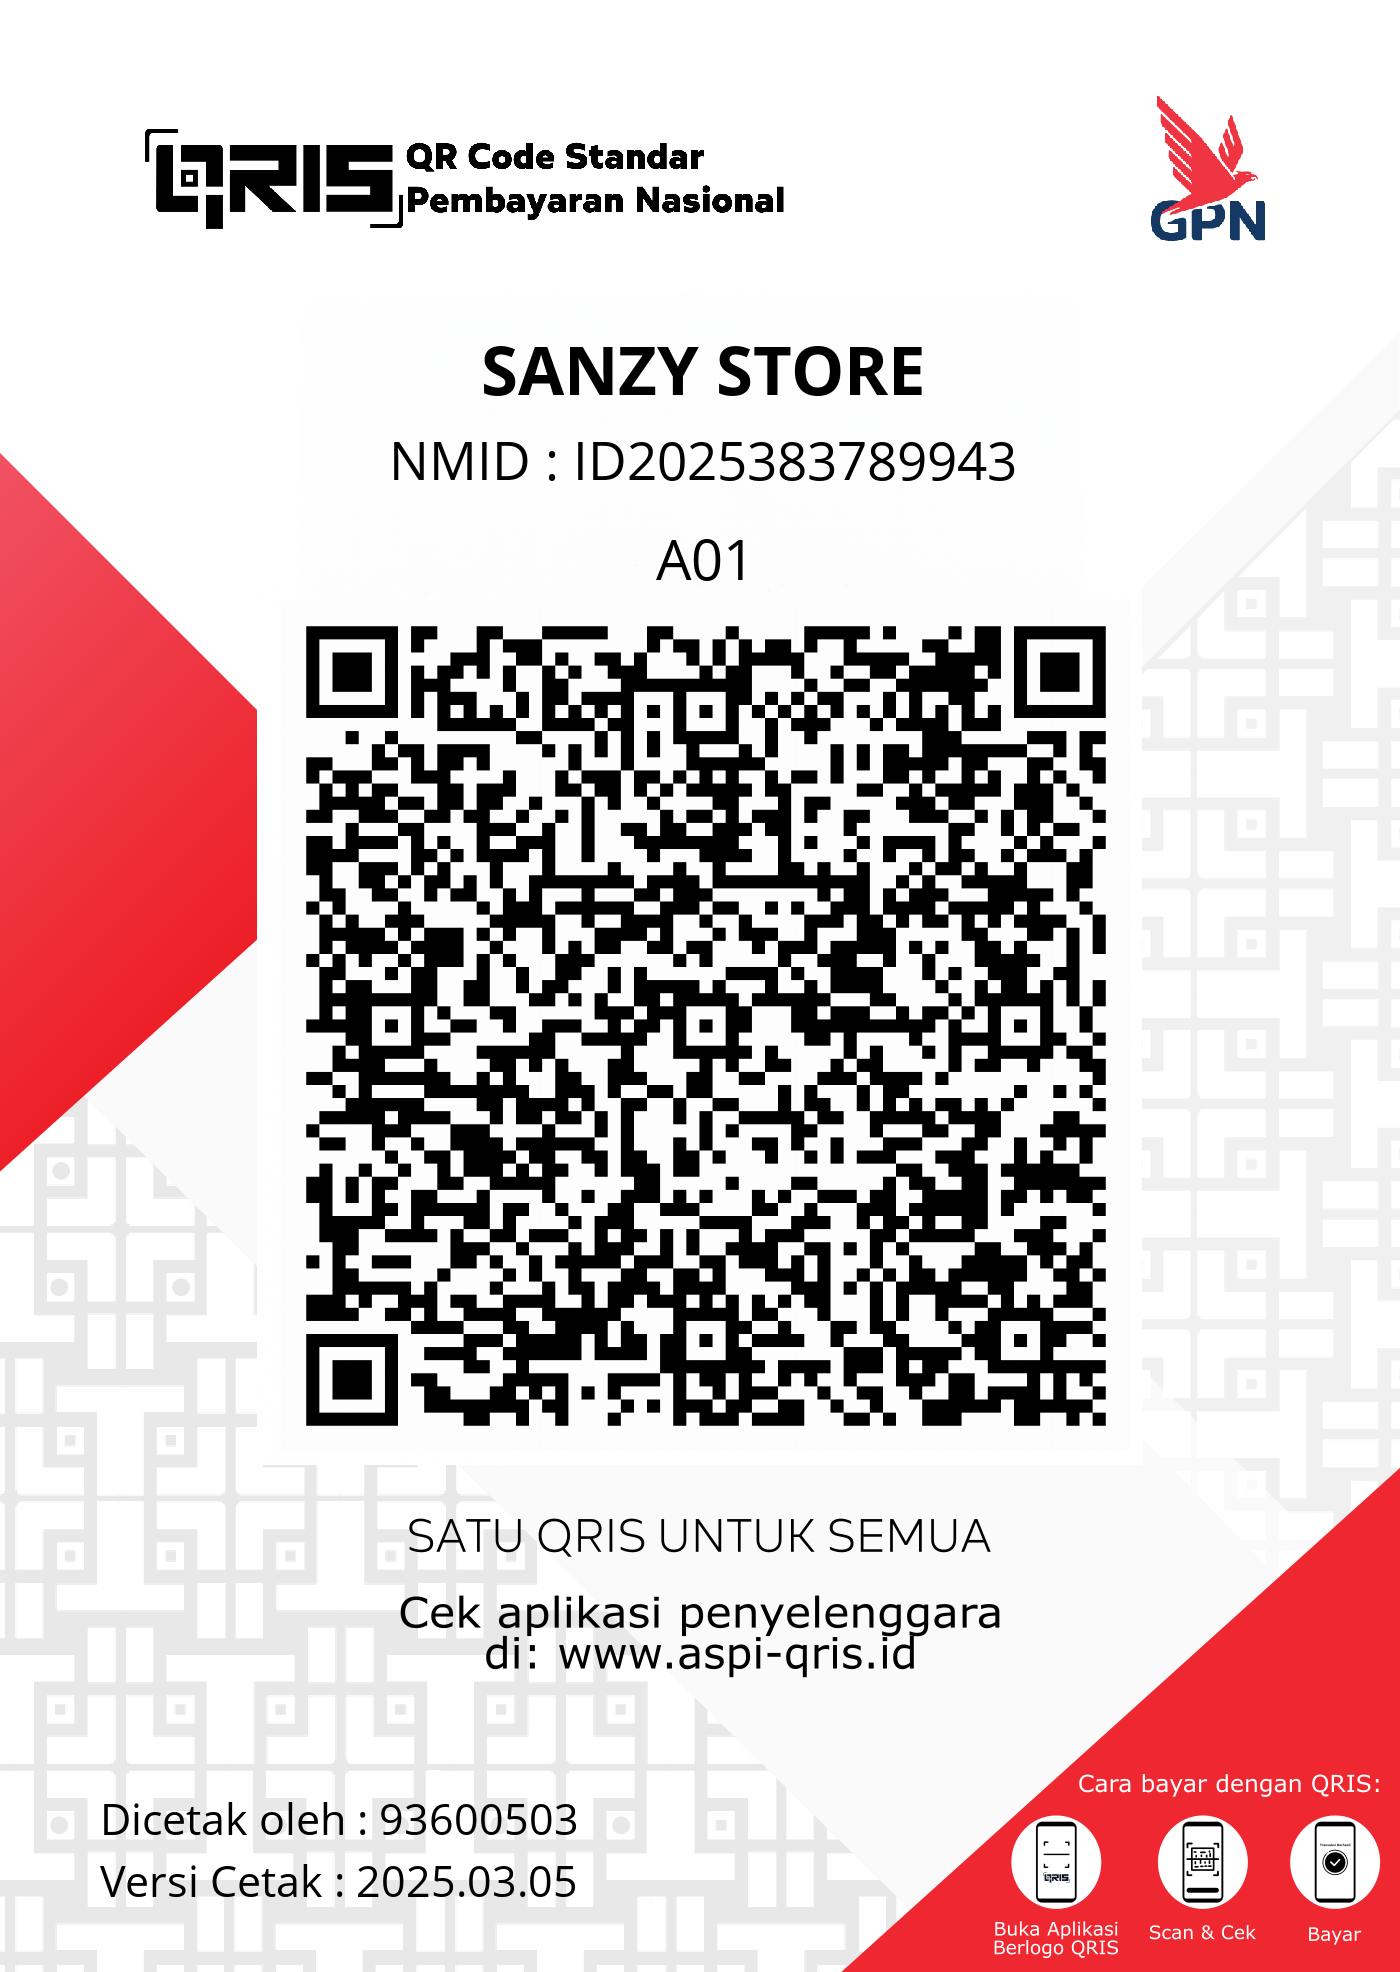 QRIS QR Code Standar
Pembayaran Nasional
GPN
SANZY STORE
NMID : ID2025383789943
A01
SATU QRIS UNTUK SEMUA
Cek aplikasi penyelenggara
di: www.aspi-qris.id
Dicetak oleh : 93600503
Versi Cetak : 2025.03.05
Cara bayar dengan QRIS:
QRIS
Buka Aplikasi
Berlogo QRIS
Scan & Cek
Bayar